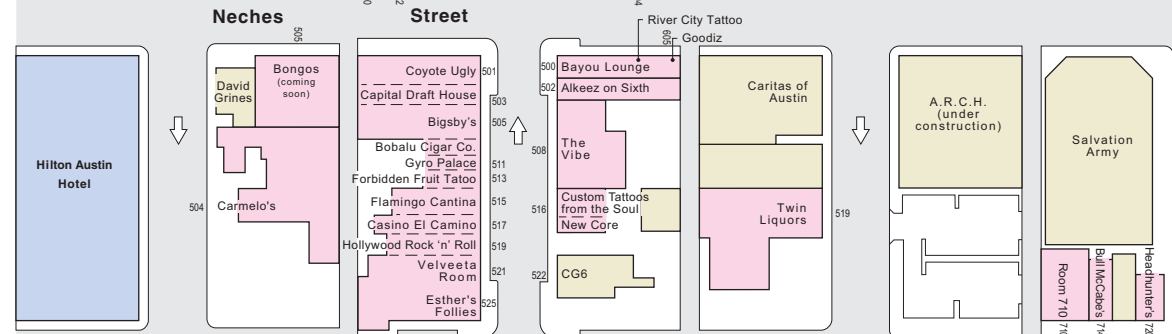 Neches
Street
River City Tattoo
Goodiz
505
605
Hilton Austin
Hotel
David
Grines
Bongos
(coming
soon)
504
Carmelo's
Coyote Ugly
501
Capital Draft House
503
Bigsby's
505
Bobalu Cigar Co.
Gyro Palace
511
Forbidden Fruit Tatoo
513
Flamingo Cantina
515
Casino El Camino
517
Hollywood Rock 'n' Roll
519
Velveeta
Room
521
Esther's
Follies
525
500
Bayou Lounge
502
Alkeez on Sixth
508
The
Vibe
516
Custom Tattoos
from the Soul
New Core
522
CG6
Caritas of
Austin
Twin
Liquors
519
A.R.C.H.
(under
construction)
Salvation
Army
Room 710
Bull McCabe's
Headhunter's